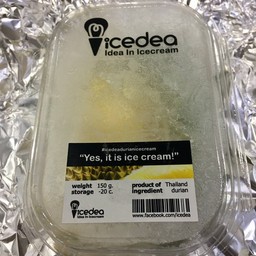 icedea
Idea In Icecream
#icedeadurianicecream
"Yes, it is ice cream!"
weight 150 g.
storage -20 c.
product of Thailand
ingredient durian
icedea
Idea In Icecream
www.facebook.com/icedea